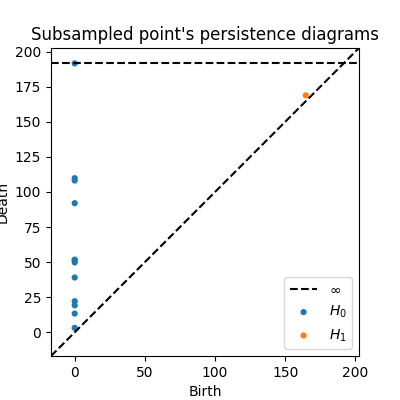 Subsampled point's persistence diagrams
200
175
150
125
100
75
50
25
0
Death
0 50 100 150 200
Birth
∞
H₀
H₁